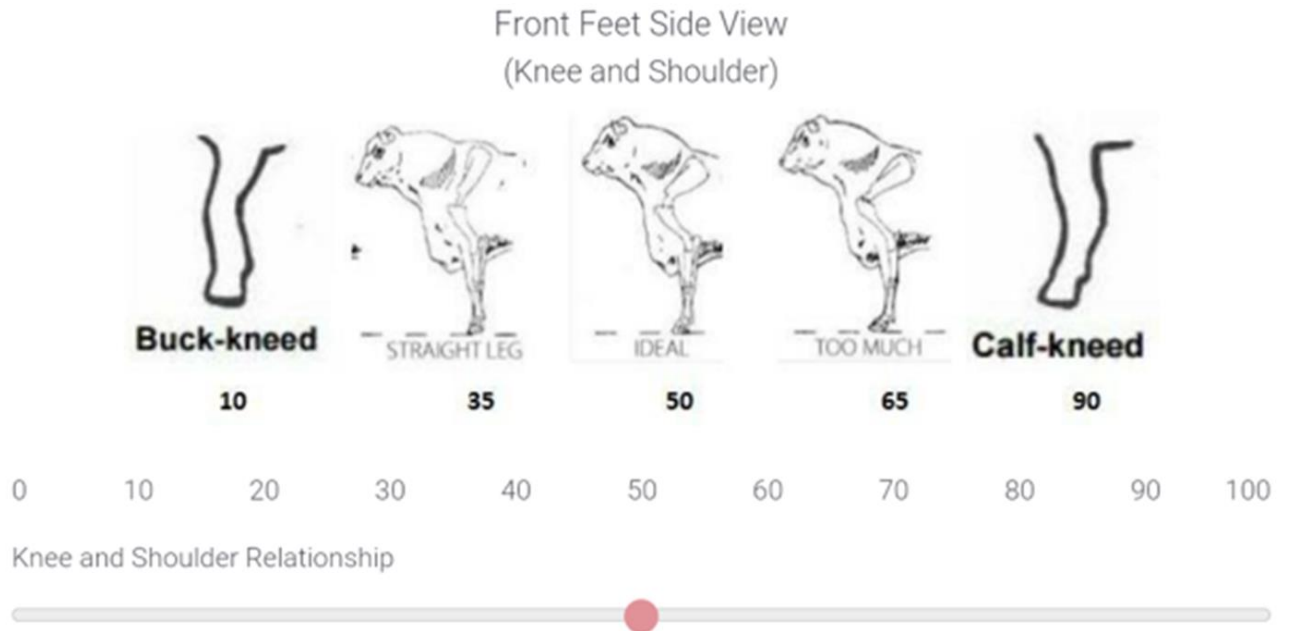 Front Feet Side View
(Knee and Shoulder)
Buck-kneed
STRAIGHT LEG
IDEAL
TOO MUCH
Calf-kneed
10 35 50 65 90
0 10 20 30 40 50 60 70 80 90 100
Knee and Shoulder Relationship